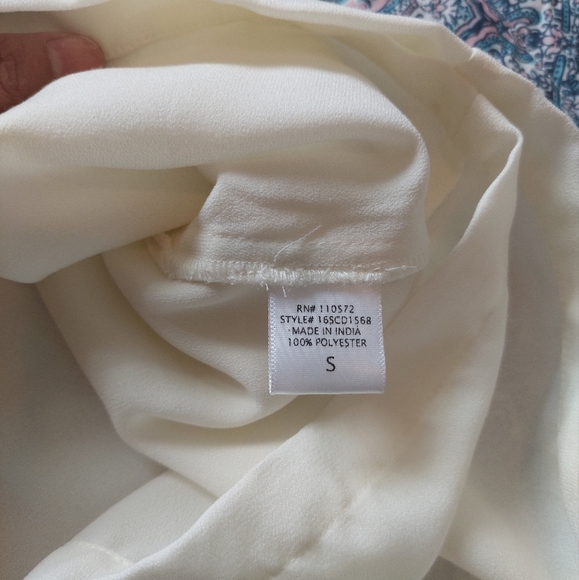 RN# 110572
STYLE# 16SCD1568
MADE IN INDIA
100% POLYESTER
S